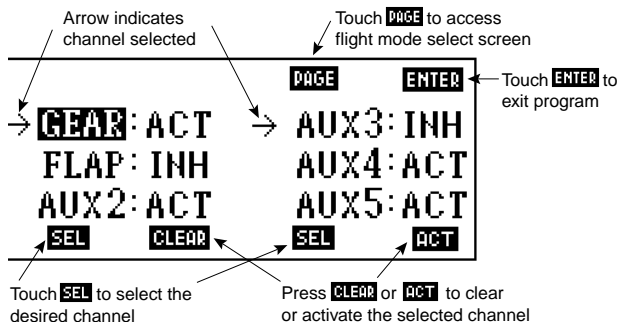 Arrow indicates
channel selected
Touch PAGE to access
flight mode select screen
PAGE
ENTER
Touch ENTER to
exit program
→ GEAR: ACT
FLAP: INH
AUX2: ACT
SEL
CLEAR
→ AUX3: INH
AUX4: ACT
AUX5: ACT
SEL
ACT
Touch SEL to select the
desired channel
Press CLEAR or ACT to clear
or activate the selected channel